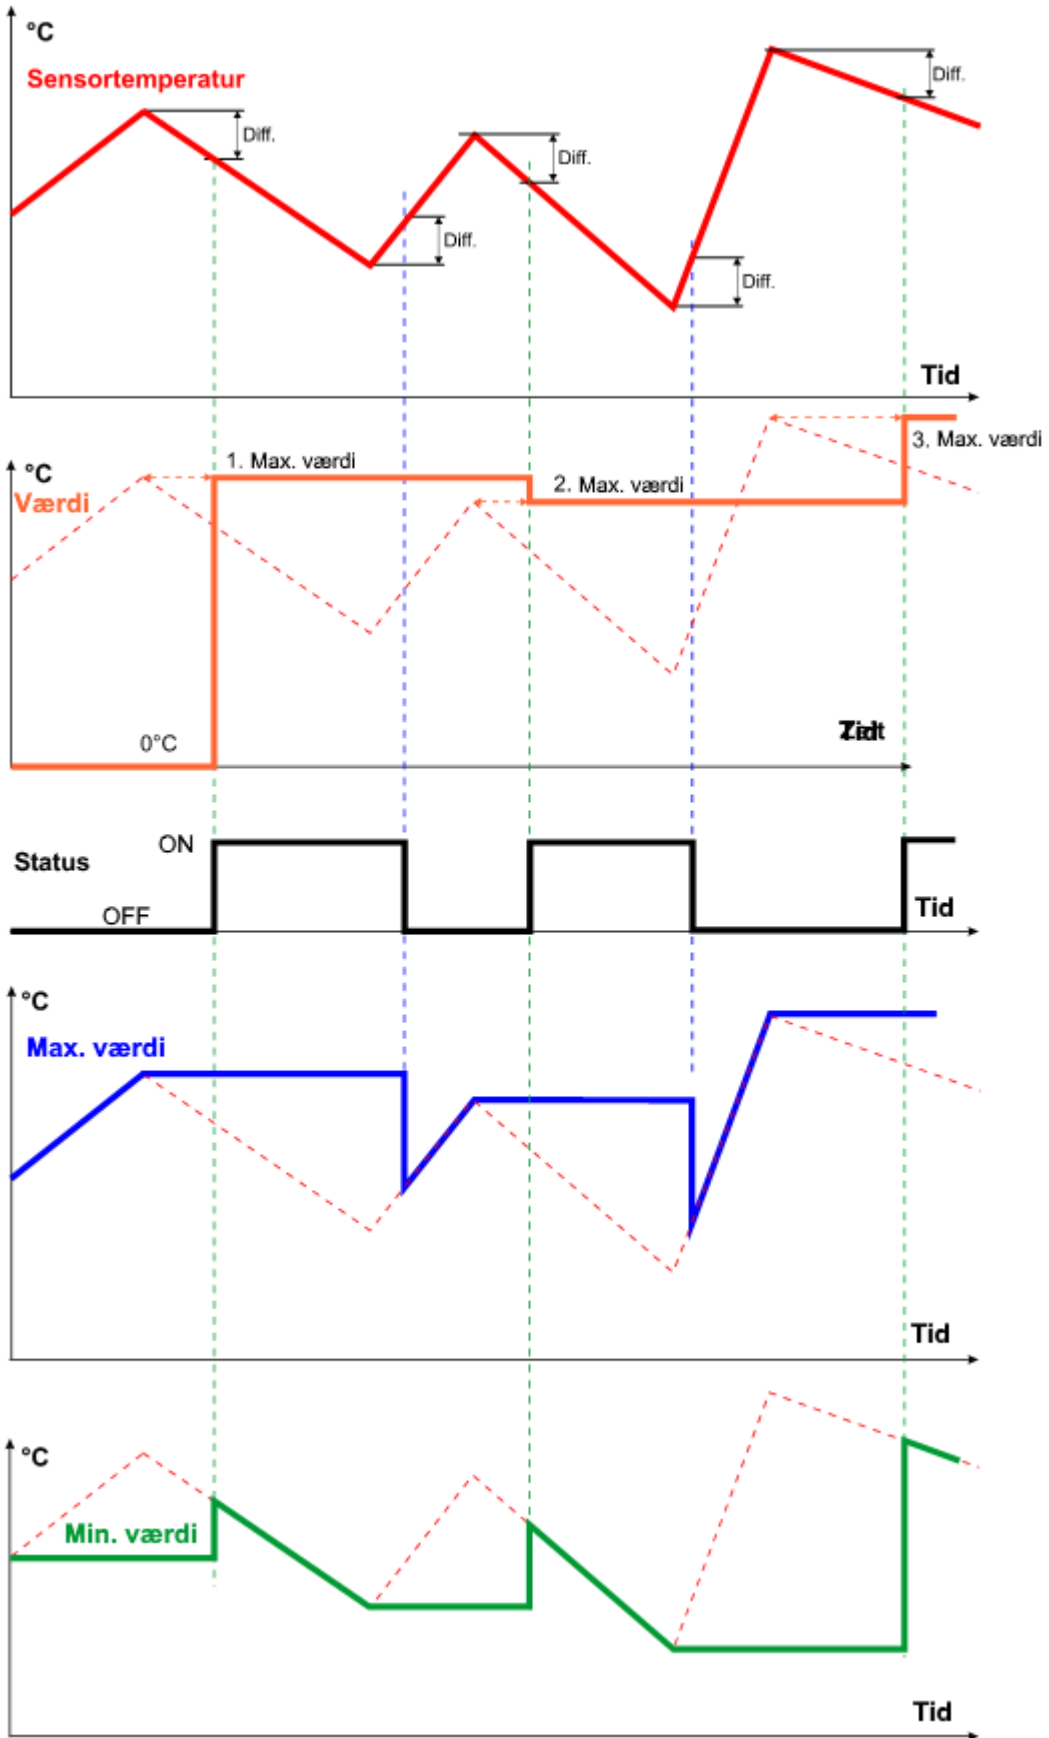 °C
Sensortemperatur
Diff.
Diff.
Diff.
Diff.
Diff.
Tid
°C
Værdi
1. Max. værdi
2. Max. værdi
3. Max. værdi
0°C
Status
ON
OFF
Tid
°C
Max. værdi
Tid
°C
Min. værdi
Tid